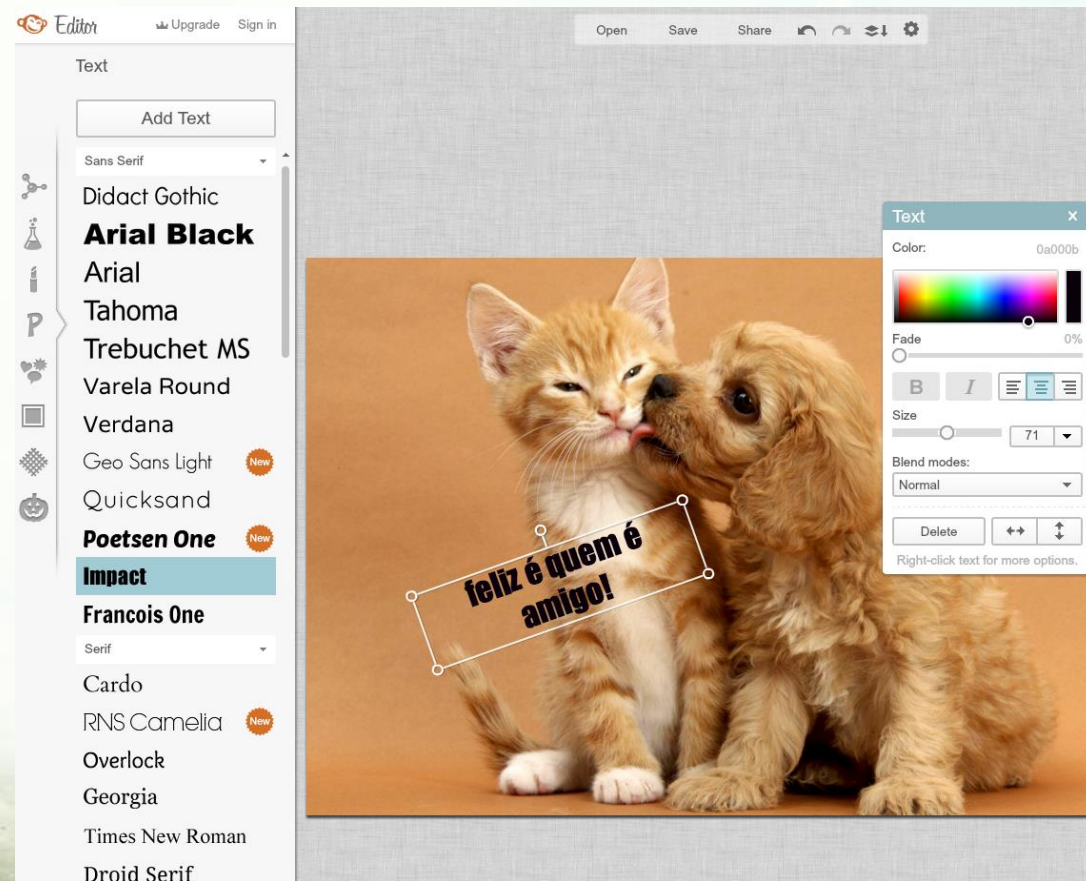 Editor
Upgrade
Sign in
Open
Save
Share
Text
Add Text
Sans Serif
Didact Gothic
Arial Black
Arial
Tahoma
Trebuchet MS
Varela Round
Verdana
Geo Sans Light New
Quicksand
Poetsen One New
Impact
Francois One
Serif
Cardo
RNS Camelia New
Overlock
Georgia
Times New Roman
Droid Serif
feliz é quem é
amigo!
Text x
Color: 0a000b
Fade 0%
B I
Size
71
Blend modes:
Normal
Delete
Right-click text for more options.